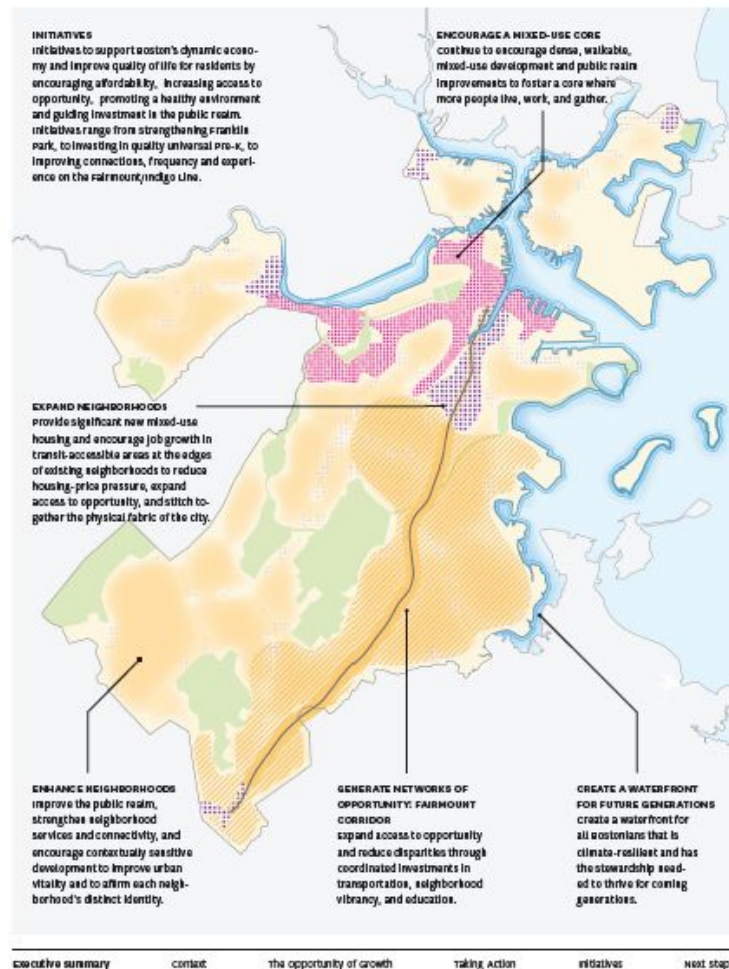 INITIATIVES
Initiatives to support Boston's dynamic econo-
my and improve quality of life for residents by
encouraging affordability, increasing access to
opportunity, promoting a healthy environment
and guiding investment in the public realm.
Initiatives range from strengthening Franklin
Park, to investing in quality universal Pre-K, to
improving connections, frequency and experi-
ence on the Fairmount/Indigo Line.
ENCOURAGE A MIXED-USE CORE
Continue to encourage dense, walkable,
mixed-use development and public realm
improvements to foster a core where
more people live, work, and gather.
EXPAND NEIGHBORHOODS
Provide significant new mixed-use
housing and encourage job growth in
transit-accessible areas at the edges
of existing neighborhoods to reduce
housing-price pressure, expand
access to opportunity, and stitch to-
gether the physical fabric of the city.
ENHANCE NEIGHBORHOODS
Improve the public realm,
strengthen neighborhood
services and connectivity, and
encourage contextually sensitive
development to improve urban
vitality and to affirm each neigh-
borhood's distinct identity.
GENERATE NETWORKS OF
OPPORTUNITY: FAIRMOUNT
CORRIDOR
Expand access to opportunity
and reduce disparities through
coordinated investments in
transportation, neighborhood
vibrancy, and education.
CREATE A WATERFRONT
FOR FUTURE GENERATIONS
Create a waterfront for
all Bostonians that is
climate-resilient and has
the stewardship need-
ed to thrive for coming
generations.
Executive summary Context The Opportunity of Growth Taking Action Initiatives Next Step